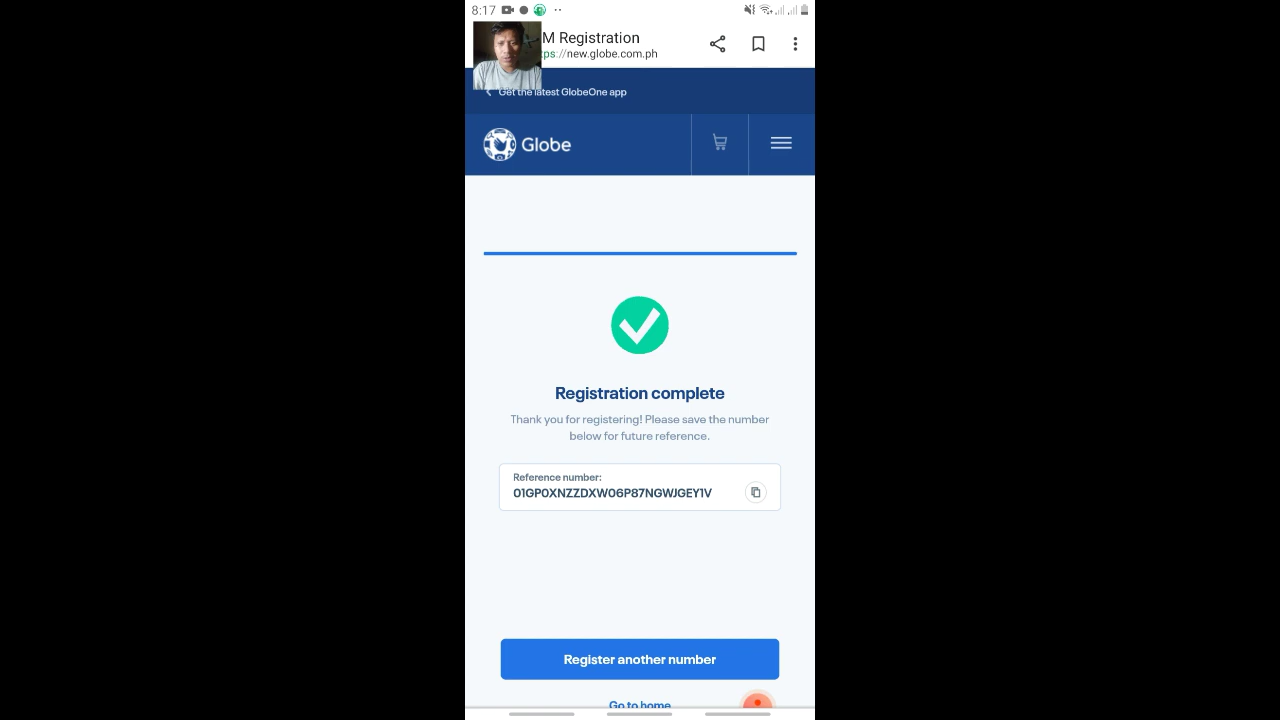 8:17
M Registration
ps://new.globe.com.ph
Get the latest GlobeOne app
Globe
Registration complete
Thank you for registering! Please save the number
below for future reference.
Reference number:
01GP0XNZZDXW06P87NGWJGEY1V
Register another number
Go to home